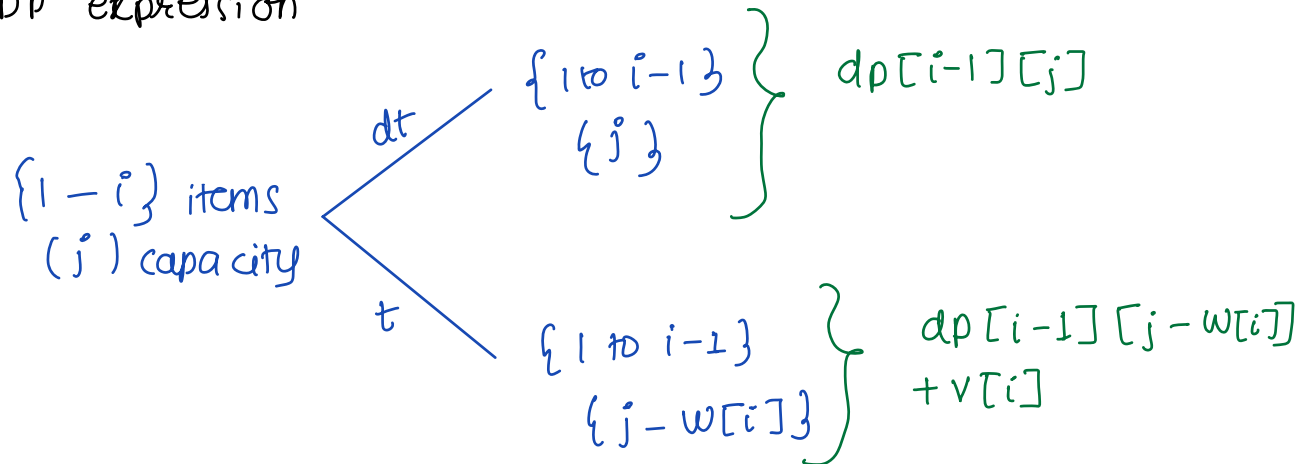 DP expression
{1 to i-1}
{j}
dp[i-1][j]
dt
{1 - i} items
(j) capacity
t
{1 to i-1}
{j - W[i]}
dp[i-1][j - W[i]]
+ v[i]